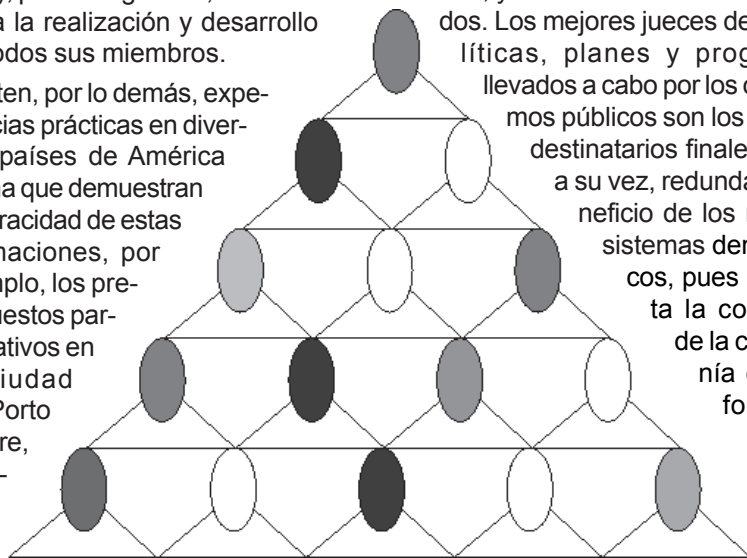 a la realización y desarrollo
odos sus miembros.
ten, por lo demás, expe-
cias prácticas en diver-
países de América
na que demuestran
racidad de estas
maciones, por
mplo, los pre-
uestos par-
ativos en
iudad
Porto
re,
dos. Los mejores jueces de
líticas, planes y prog
llevados a cabo por los o
mos públicos son los
destinatarios finale
a su vez, redunda
neficio de los
sistemas dem
cos, pues
ta la co
de la c
nía
fo